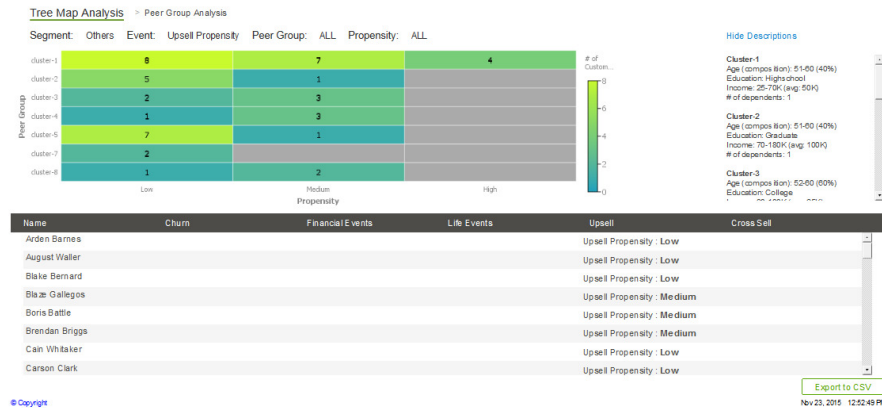 Tree Map Analysis > Peer Group Analysis
Segment: Others Event: Upsell Propensity Peer Group: ALL Propensity: ALL
Hide Descriptions
# of
Custom...
Peer Group
cluster-1 8 7 4
cluster-2 5 1
cluster-3 2 3
cluster-4 1 3
cluster-5 7 1
cluster-7 2
cluster-8 1 2
Low Medium High
Propensity
8
6
4
2
0
Cluster-1
Age (composition): 51-60 (40%)
Education: Highschool
Income: 25-70K (avg: 50K)
# of dependents: 1
Cluster-2
Age (composition): 51-60 (40%)
Education: Graduate
Income: 70-180K (avg: 100K)
# of dependents: 1
Cluster-3
Age (composition): 52-60 (60%)
Education: College
Name Churn Financial Events Life Events Upsell Cross Sell
Arden Barnes Upsell Propensity : Low
August Waller Upsell Propensity : Low
Blake Bernard Upsell Propensity : Low
Blaze Gallegos Upsell Propensity : Medium
Boris Battle Upsell Propensity : Medium
Brendan Briggs Upsell Propensity : Medium
Cain Whitaker Upsell Propensity : Low
Carson Clark Upsell Propensity : Low
Export to CSV
© Copyright
Nov 23, 2015 12:52:49 PM